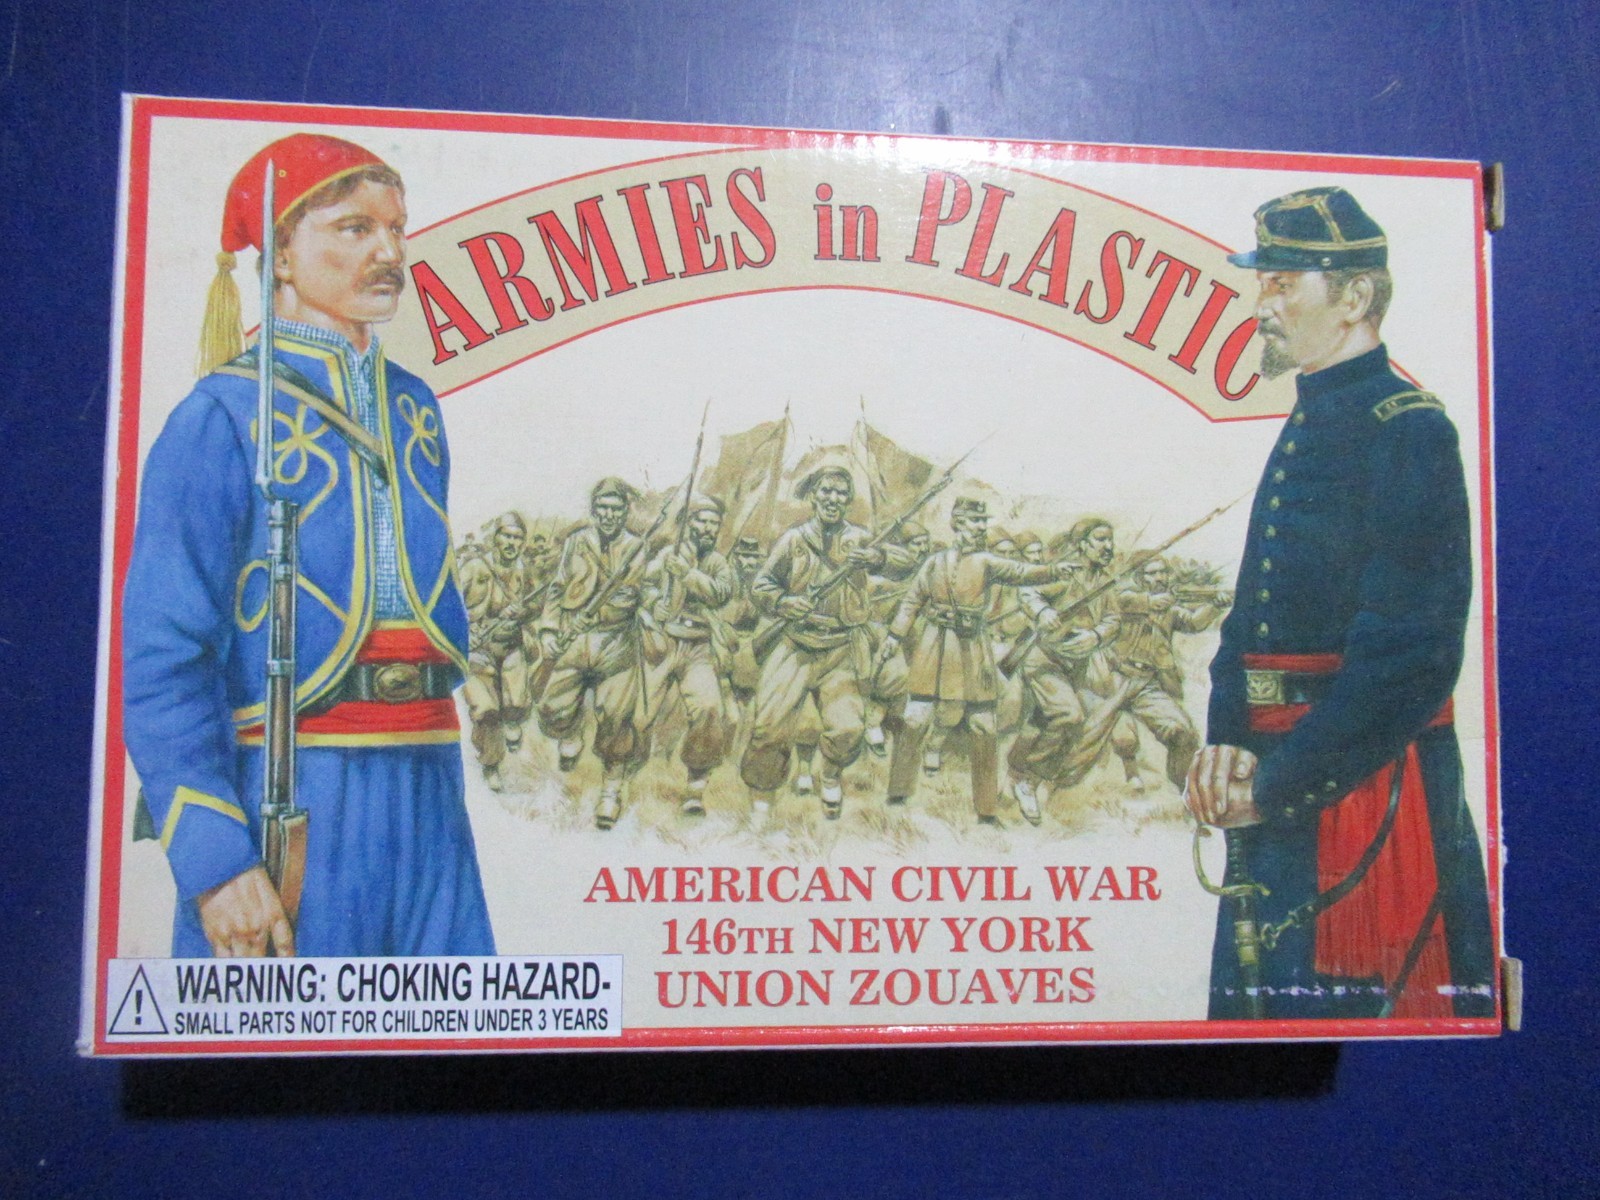 ARMIES in PLASTIC
AMERICAN CIVIL WAR
146TH NEW YORK
UNION ZOUAVES
WARNING: CHOKING HAZARD-
SMALL PARTS NOT FOR CHILDREN UNDER 3 YEARS